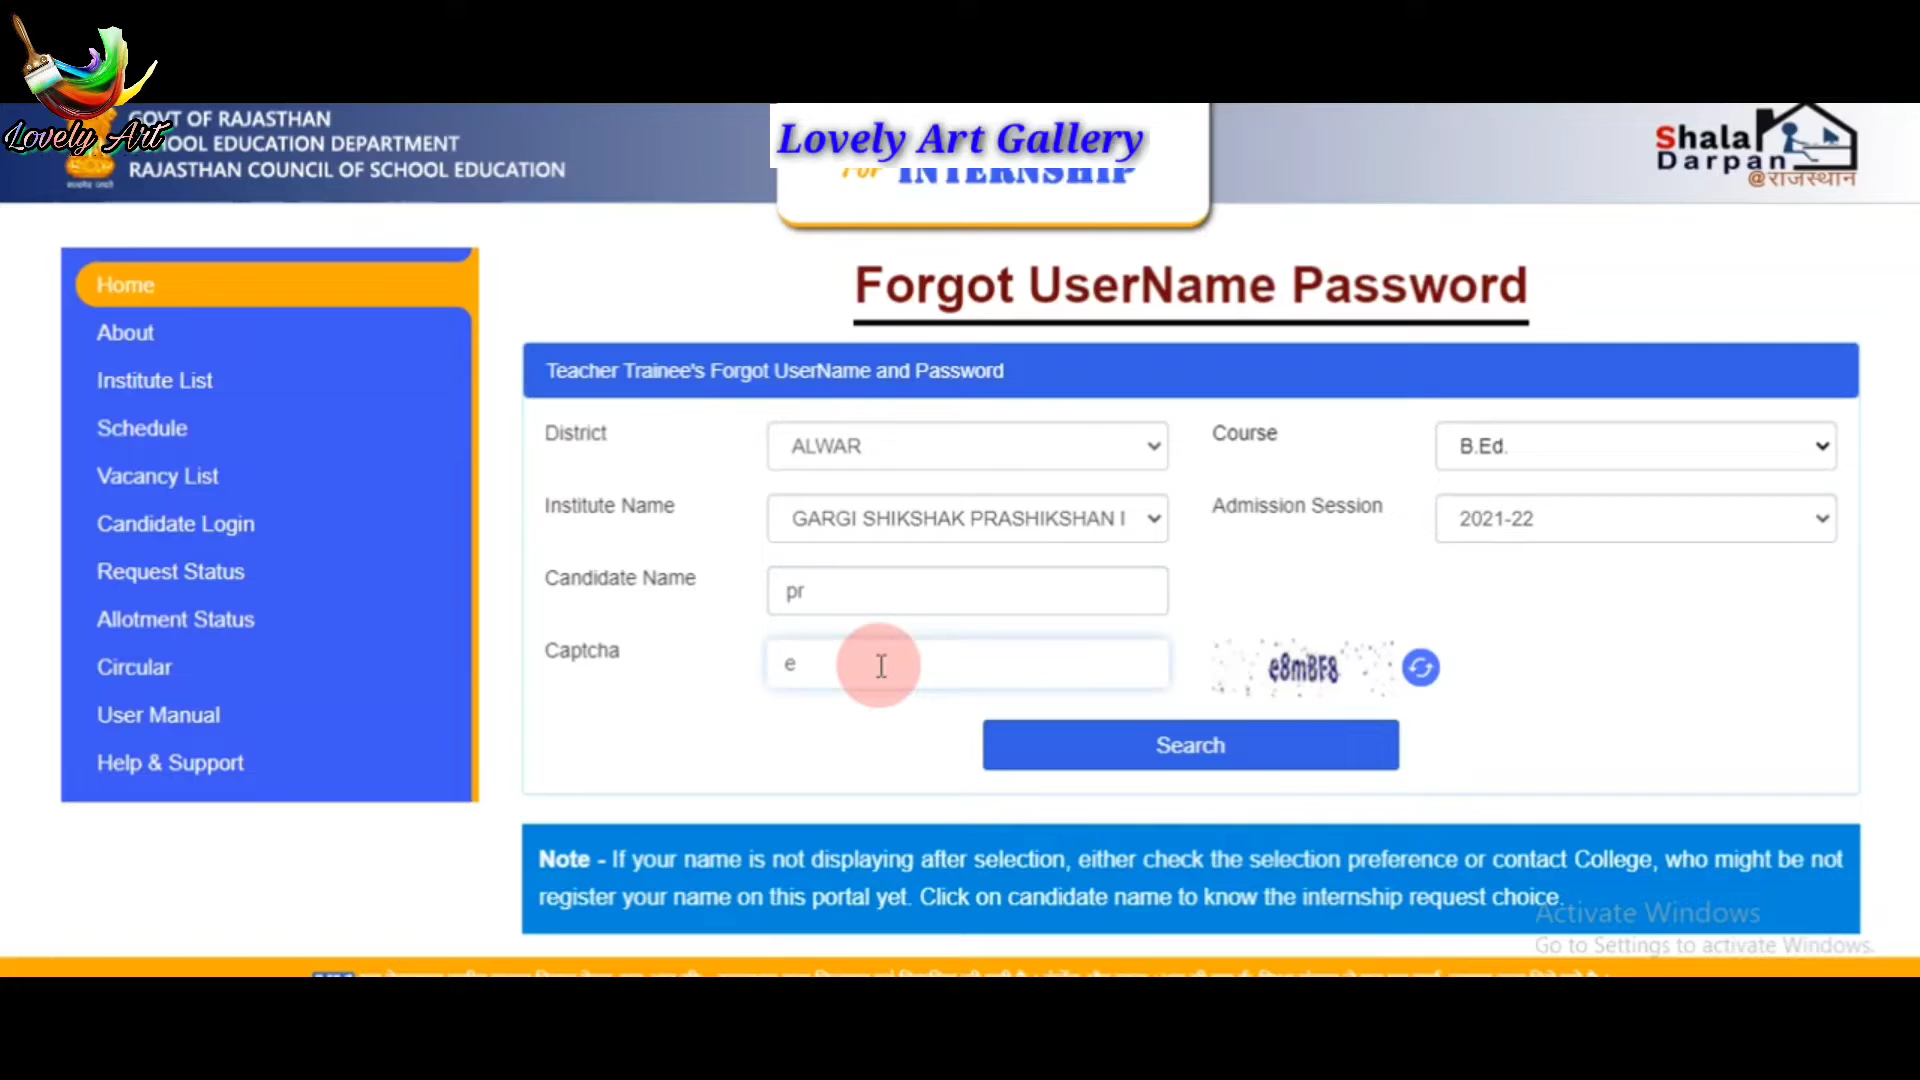 Lovely Art
GOVT OF RAJASTHAN
SCHOOL EDUCATION DEPARTMENT
RAJASTHAN COUNCIL OF SCHOOL EDUCATION
Lovely Art Gallery
For INTERNSHIP
Shala
Darpan
@राजस्थान
Home
About
Institute List
Schedule
Vacancy List
Candidate Login
Request Status
Allotment Status
Circular
User Manual
Help & Support
Forgot UserName Password
Teacher Trainee's Forgot UserName and Password
District ALWAR Course B.Ed.
Institute Name GARGI SHIKSHAK PRASHIKSHAN I Admission Session 2021-22
Candidate Name pr
Captcha e e8mBF8
Search
Note - If your name is not displaying after selection, either check the selection preference or contact College, who might be not
register your name on this portal yet. Click on candidate name to know the internship request choice.
Activate Windows
Go to Settings to activate Windows.